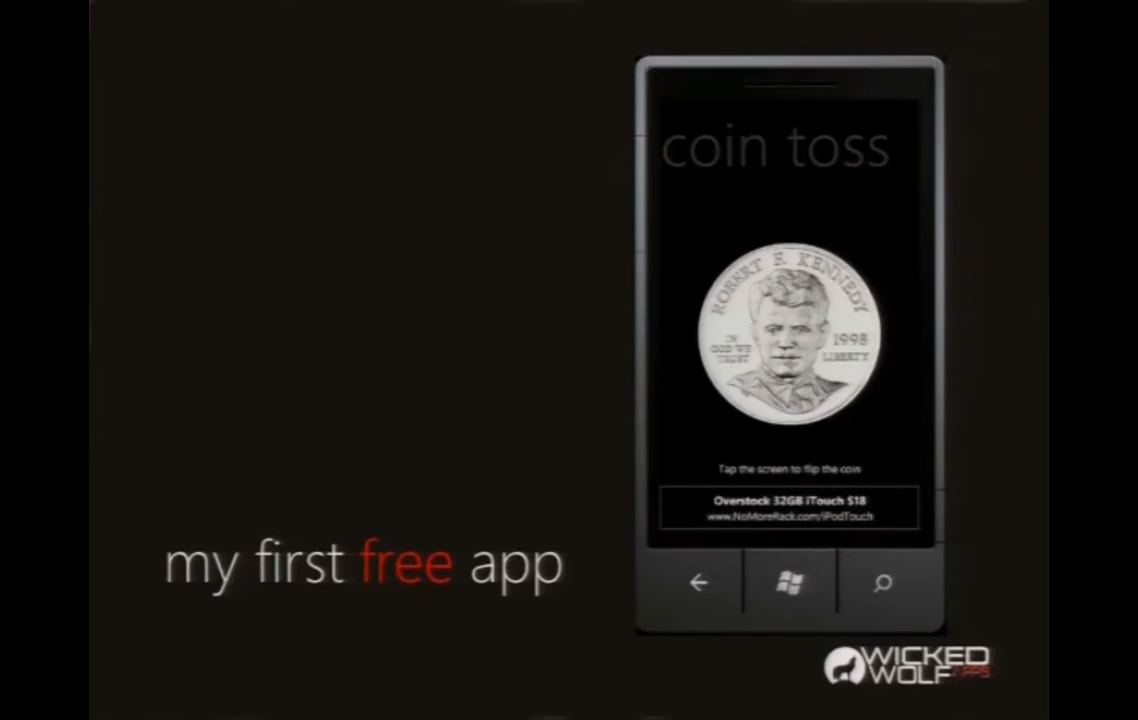 coin toss
ROBERT F. KENNEDY
IN
GOD WE
TRUST
1998
LIBERTY
Tap the screen to flip the coin
Overstock 32GB iTouch $18
www.NoMoreRack.com/iPodTouch
my first free app
WICKED
WOLF APPS